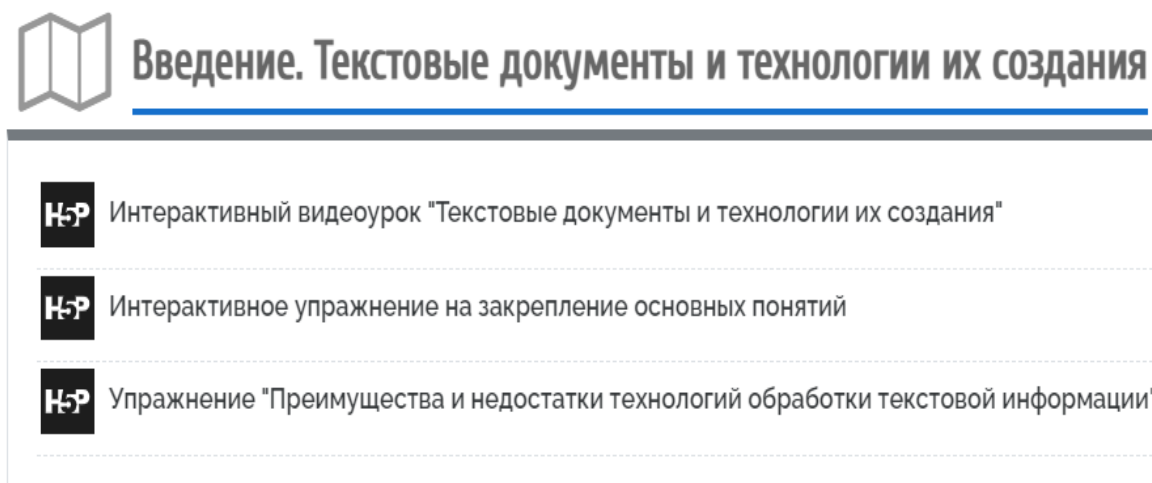 Введение. Текстовые документы и технологии их создания
H5P Интерактивный видеоурок "Текстовые документы и технологии их создания"
H5P Интерактивное упражнение на закрепление основных понятий
H5P Упражнение "Преимущества и недостатки технологий обработки текстовой информации"